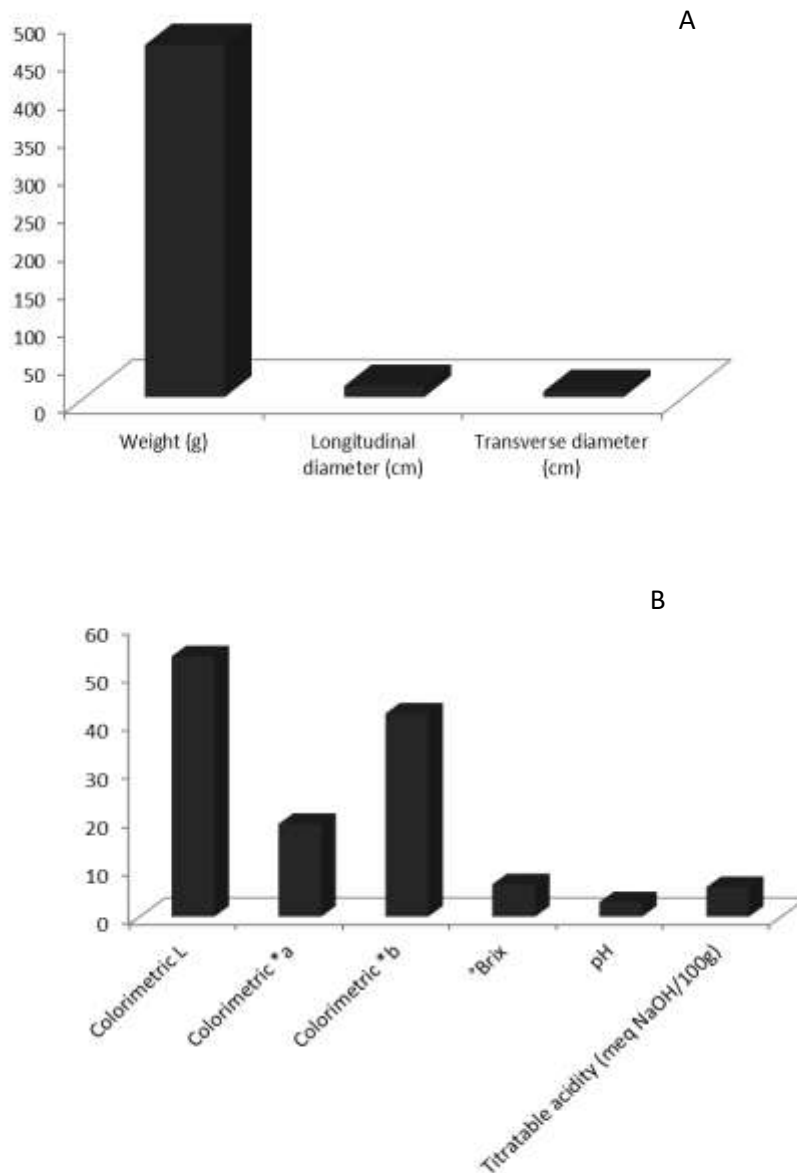 A
500
450
400
350
300
250
200
150
100
50
0
Weight (g)
Longitudinal
diameter (cm)
Transverse diameter
(cm)
B
60
50
40
30
20
10
0
Colorimetric L
Colorimetric *a
Colorimetric *b
°Brix
pH
Titratable acidity (meq NaOH/100g)